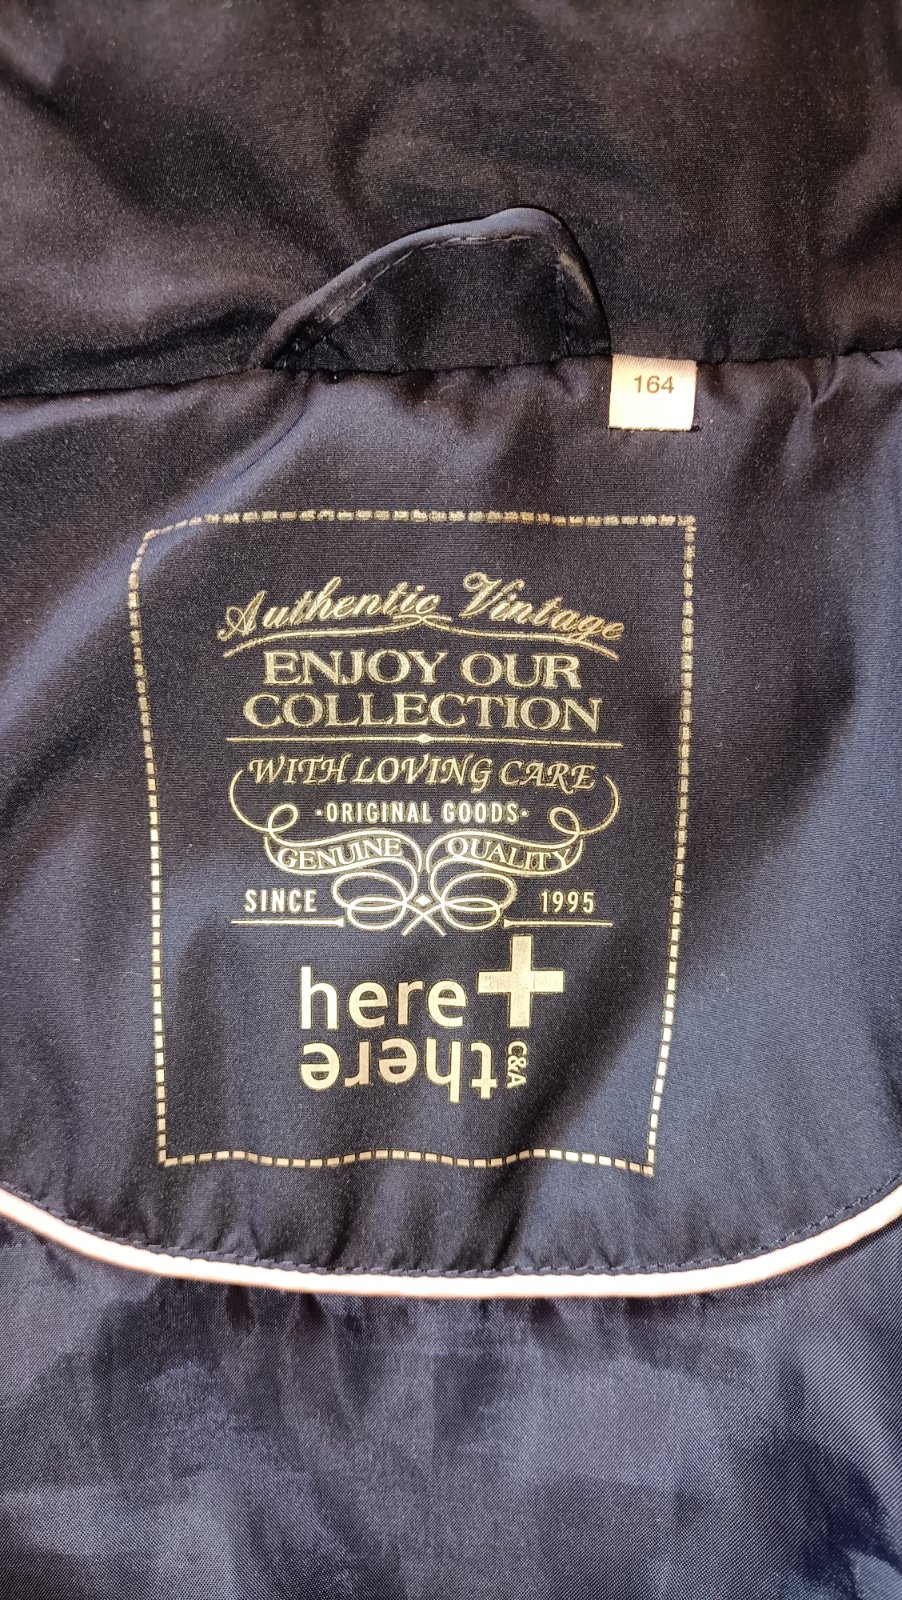 164
Authentic Vintage
ENJOY OUR
COLLECTION
WITH LOVING CARE
·ORIGINAL GOODS·
GENUINE QUALITY
SINCE 1995
here+
there C&A